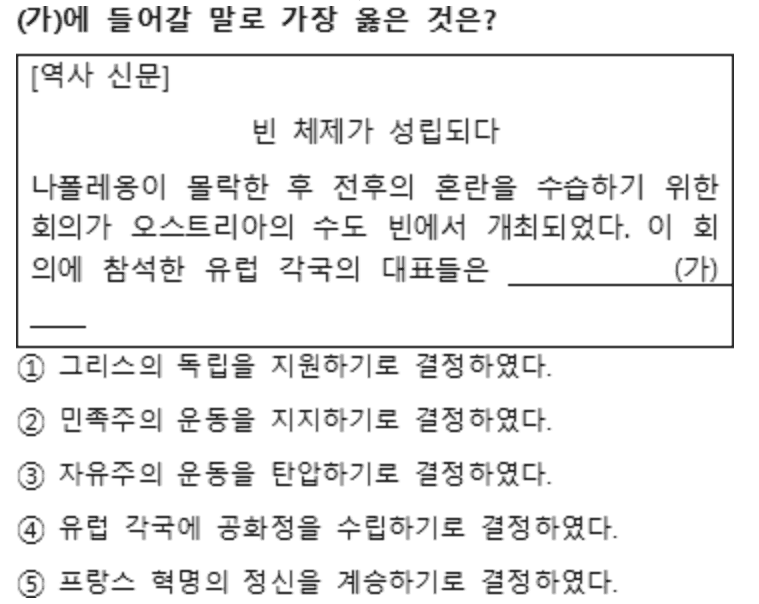 (가)에 들어갈 말로 가장 옳은 것은?
[역사 신문]
빈 체제가 성립되다
나폴레옹이 몰락한 후 전후의 혼란을 수습하기 위한
회의가 오스트리아의 수도 빈에서 개최되었다. 이 회
의에 참석한 유럽 각국의 대표들은 ____________(가)
____
① 그리스의 독립을 지원하기로 결정하였다.
② 민족주의 운동을 지지하기로 결정하였다.
③ 자유주의 운동을 탄압하기로 결정하였다.
④ 유럽 각국에 공화정을 수립하기로 결정하였다.
⑤ 프랑스 혁명의 정신을 계승하기로 결정하였다.